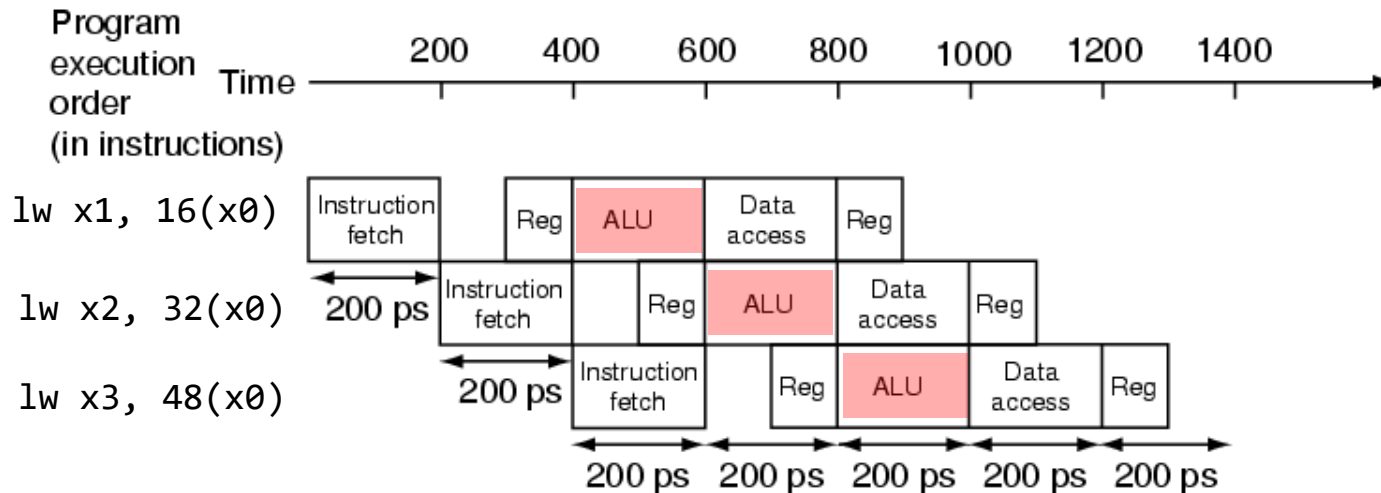 Program
execution
order
(in instructions)
Time
200 400 600 800 1000 1200 1400
lw x1, 16(x0)
Instruction
fetch
Reg
ALU
Data
access
Reg
200 ps
lw x2, 32(x0)
Instruction
fetch
Reg
ALU
Data
access
Reg
200 ps
lw x3, 48(x0)
Instruction
fetch
Reg
ALU
Data
access
Reg
200 ps 200 ps 200 ps 200 ps 200 ps